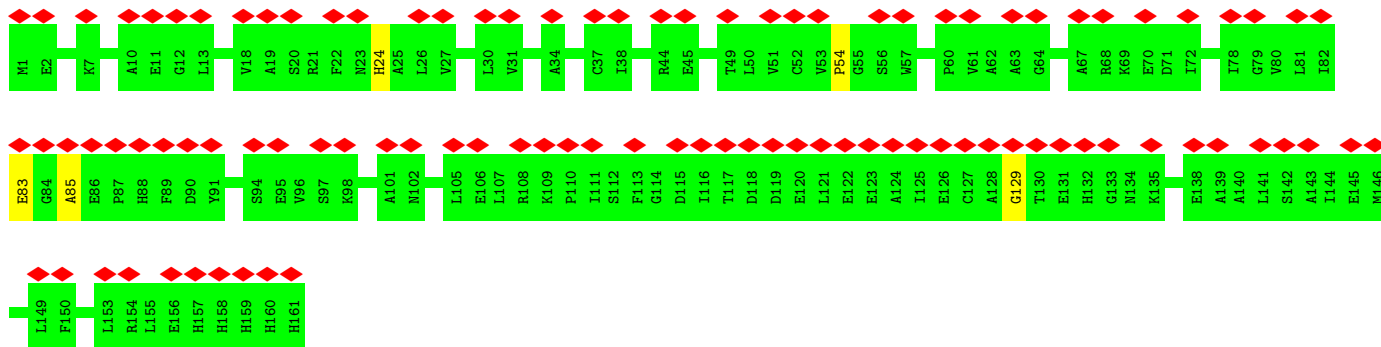 M1 E2 K7 A10 E11 G12 L13 V18 A19 S20 R21 F22 N23 H24 A25 L26 V27 L30 V31 A34 C37 I38 R44 E45 T49 L50 V51 C52 V53 P54 G55 S56 W57 P60 V61 A62 A63 G64 A67 R68 K69 E70 D71 I72 I78 G79 V80 L81 I82
E83 G84 A85 E86 P87 H88 F89 D90 Y91 S94 E95 V96 S97 K98 A101 N102 L105 E106 L107 R108 K109 P110 I111 S112 F113 G114 D115 I116 T117 D118 D119 E120 L121 E122 E123 A124 I125 E126 C127 A128 G129 T130 E131 H132 G133 N134 K135 E138 A139 A140 L141 S142 A143 I144 E145 M146
L149 F150 L153 R154 L155 E156 H157 H158 H159 H160 H161